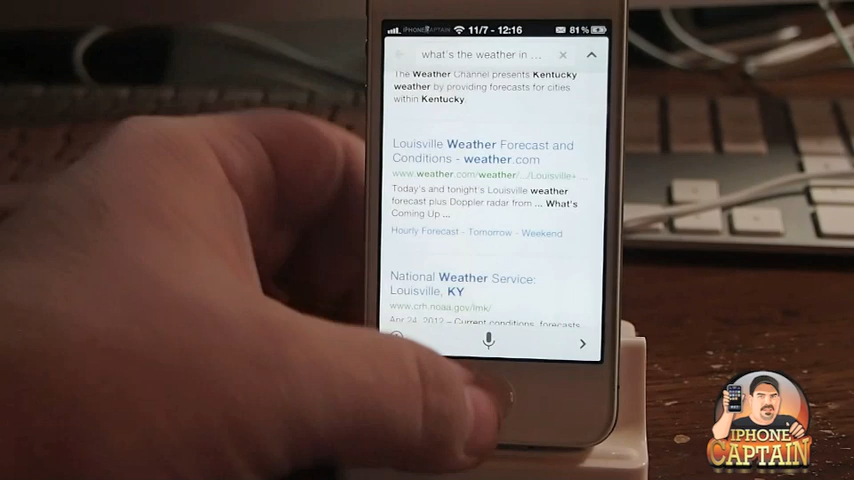 iPHONECAPTAIN 11/7 - 12:16 81%
what's the weather in ...
The Weather Channel presents Kentucky
weather by providing forecasts for cities
within Kentucky.
Louisville Weather Forecast and
Conditions - weather.com
www.weather.com/weather/.../Louisville+...
Today's and tonight's Louisville weather
forecast plus Doppler radar from ... What's
Coming Up ...
Hourly Forecast - Tomorrow - Weekend
National Weather Service:
Louisville, KY
www.crh.noaa.gov/lmk/
Apr 24, 2012 – Current conditions, forecasts
IPHONE
CAPTAIN